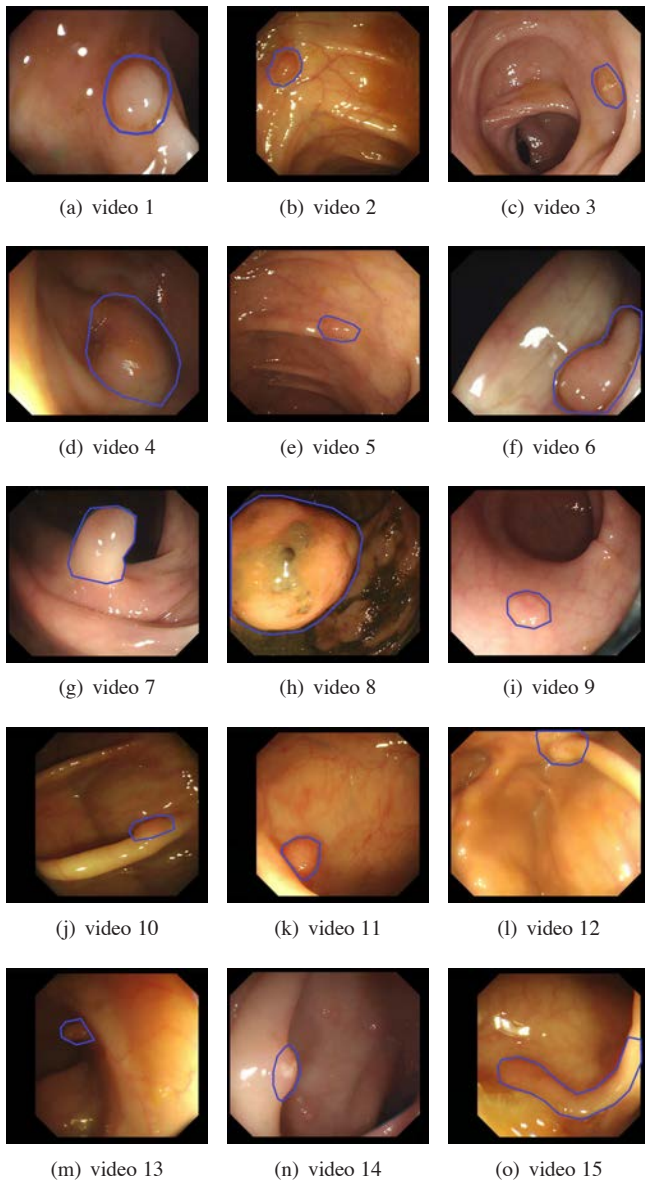 (a) video 1 (b) video 2 (c) video 3
(d) video 4 (e) video 5 (f) video 6
(g) video 7 (h) video 8 (i) video 9
(j) video 10 (k) video 11 (l) video 12
(m) video 13 (n) video 14 (o) video 15